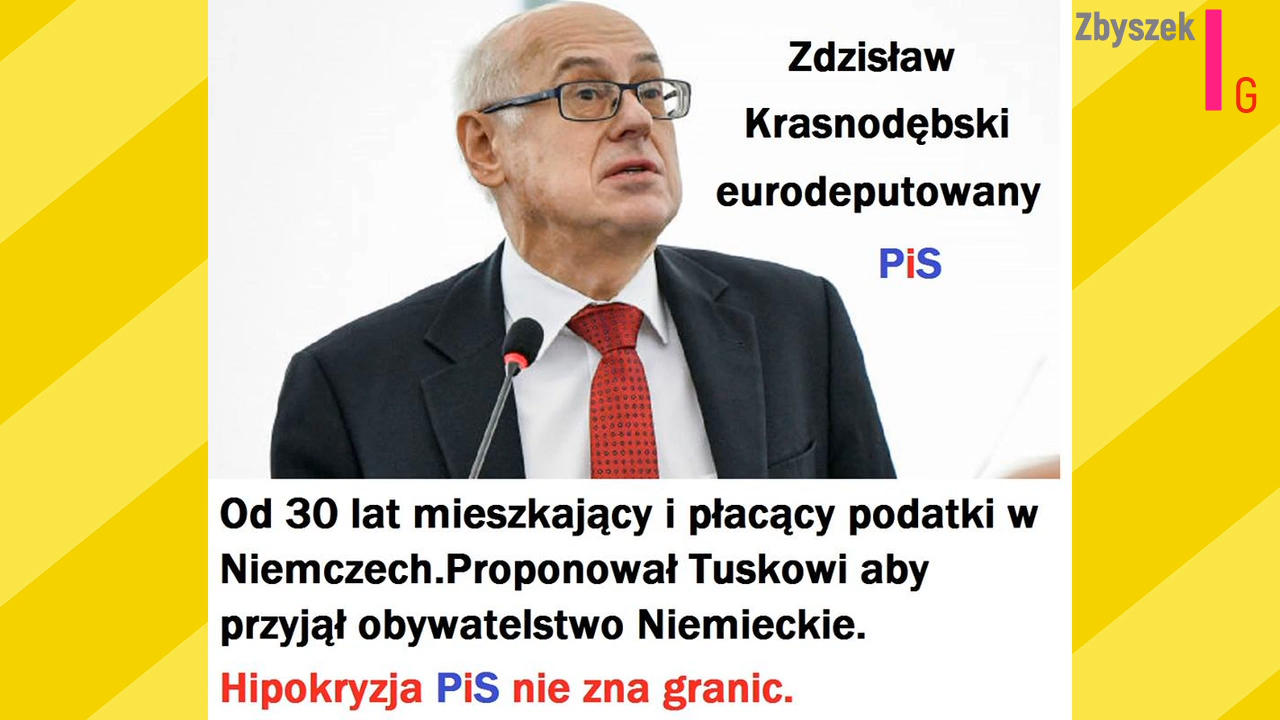 Zdzisław
Krasnodębski
eurodeputowany
PiS
Od 30 lat mieszkający i płacący podatki w
Niemczech.Proponował Tuskowi aby
przyjął obywatelstwo Niemieckie.
Hipokryzja PiS nie zna granic.
Zbyszek
G